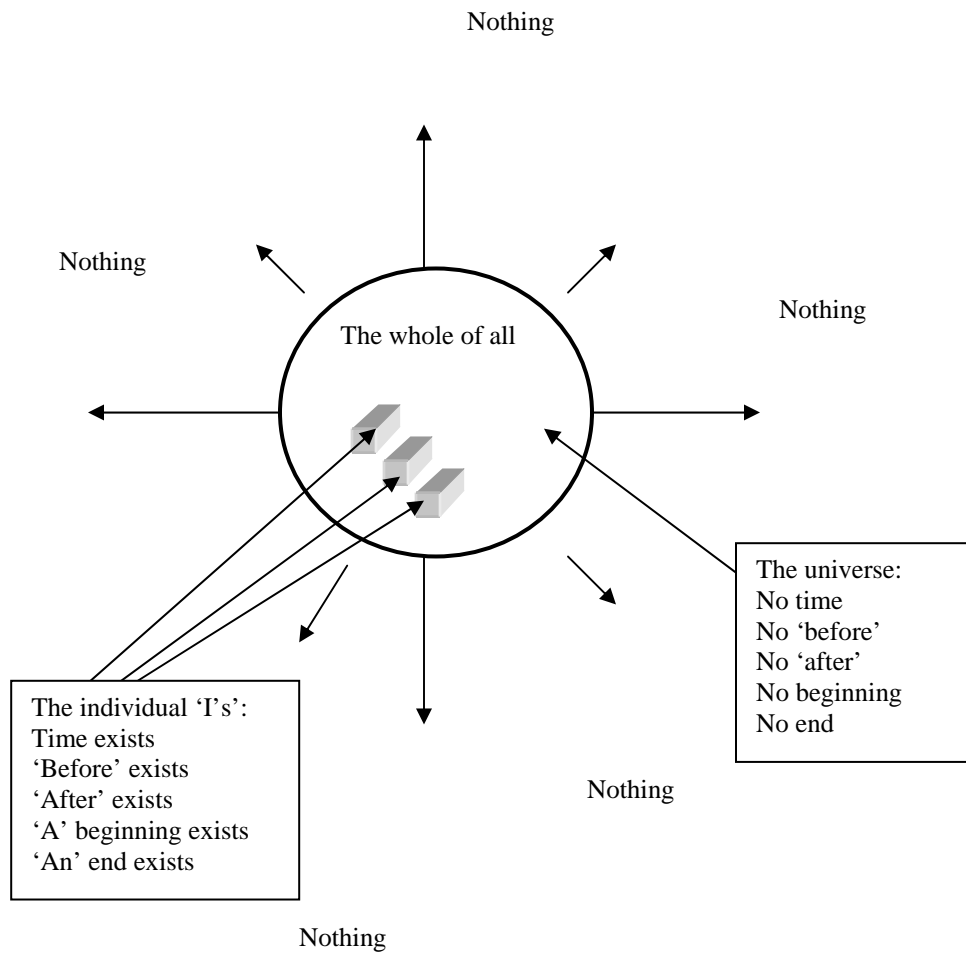 Nothing
Nothing
Nothing
The whole of all
The universe:
No time
No ‘before’
No ‘after’
No beginning
No end
The individual ‘I’s’:
Time exists
‘Before’ exists
‘After’ exists
‘A’ beginning exists
‘An’ end exists
Nothing
Nothing